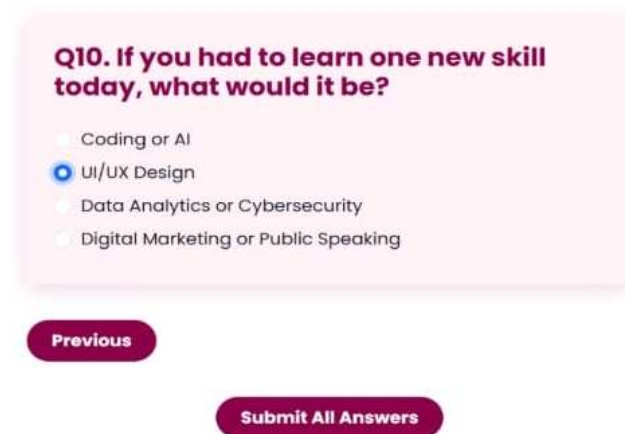 Q10. If you had to learn one new skill
today, what would it be?
Coding or AI
UI/UX Design
Data Analytics or Cybersecurity
Digital Marketing or Public Speaking
Previous
Submit All Answers